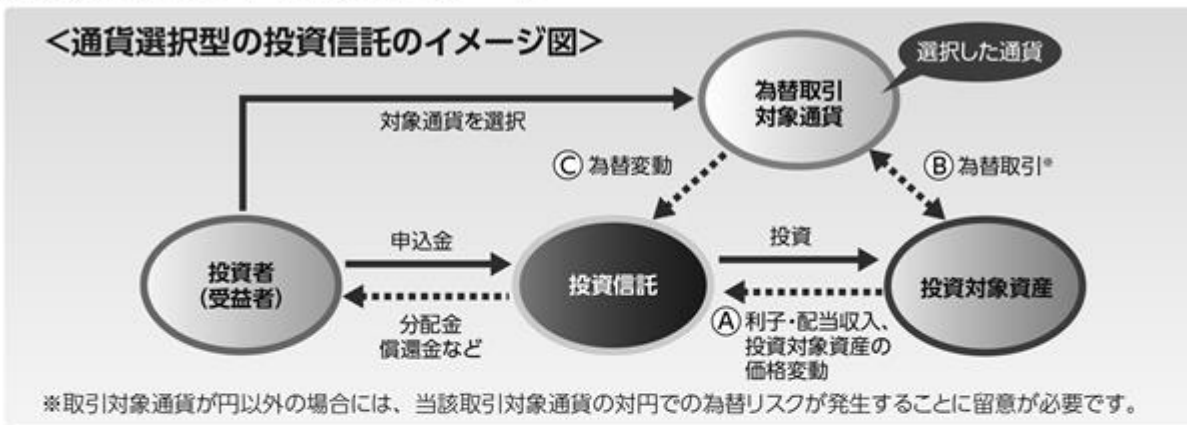 <通貨選択型の投資信託のイメージ図>
選択した通貨
為替取引
対象通貨
対象通貨を選択
Ⓒ 為替変動
Ⓑ 為替取引※
申込金
投資
投資者
(受益者)
投資信託
投資対象資産
分配金
償還金など
Ⓐ 利子・配当収入、
投資対象資産の
価格変動
※取引対象通貨が円以外の場合には、当該取引対象通貨の対円での為替リスクが発生することに留意が必要です。